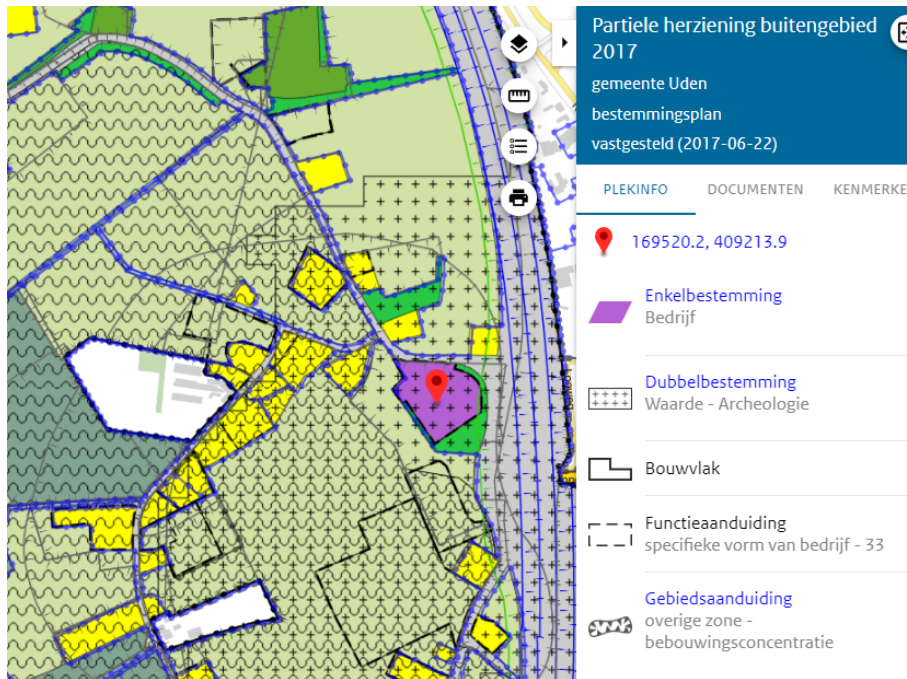 Partiele herziening buitengebied
2017
gemeente Uden
bestemmingsplan
vastgesteld (2017-06-22)
PLEKINFO DOCUMENTEN KENMERKE
169520.2, 409213.9
Enkelbestemming
Bedrijf
Dubbelbestemming
Waarde - Archeologie
Bouwvlak
Functieaanduiding
specifieke vorm van bedrijf - 33
Gebiedsaanduiding
overige zone -
bebouwingsconcentratie